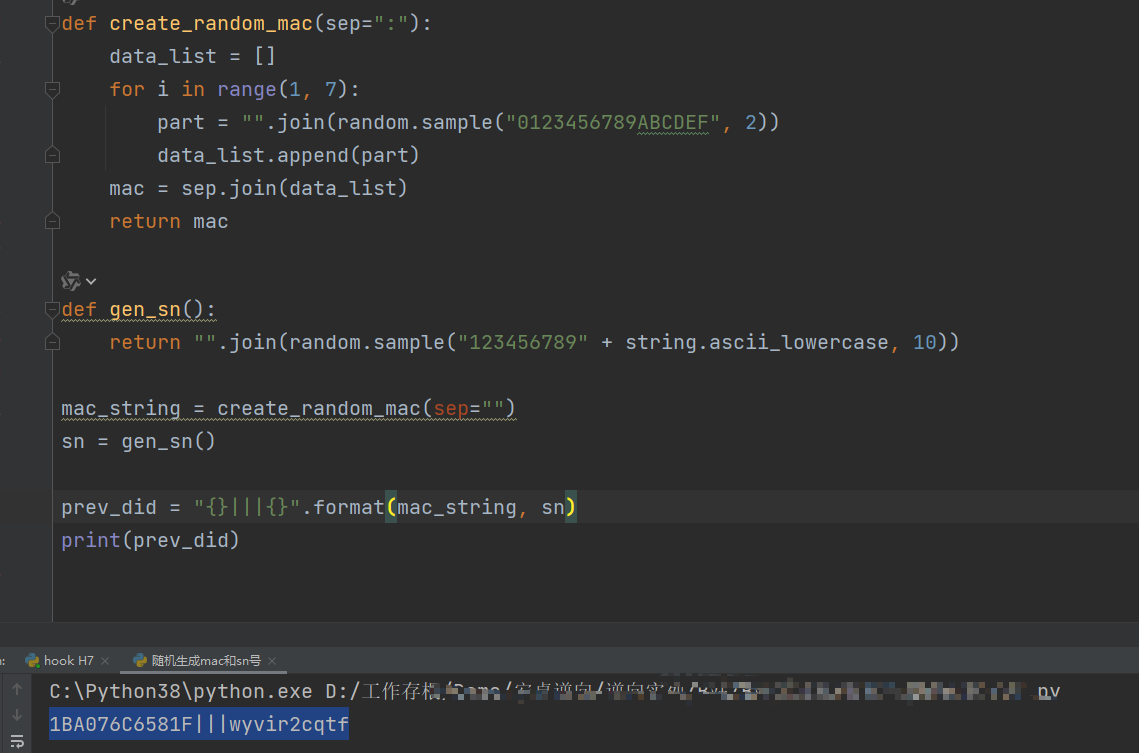 def create_random_mac(sep=":"):
    data_list = []
    for i in range(1, 7):
        part = "".join(random.sample("0123456789ABCDEF", 2))
        data_list.append(part)
    mac = sep.join(data_list)
    return mac
def gen_sn():
    return "".join(random.sample("123456789" + string.ascii_lowercase, 10))
mac_string = create_random_mac(sep="")
sn = gen_sn()
prev_did = "{}|||{}".format(mac_string, sn)
print(prev_did)
hook H7 随机生成mac和sn号
C:\Python38\python.exe D:/工作存 py
1BA076C6581F|||wyvir2cqtf